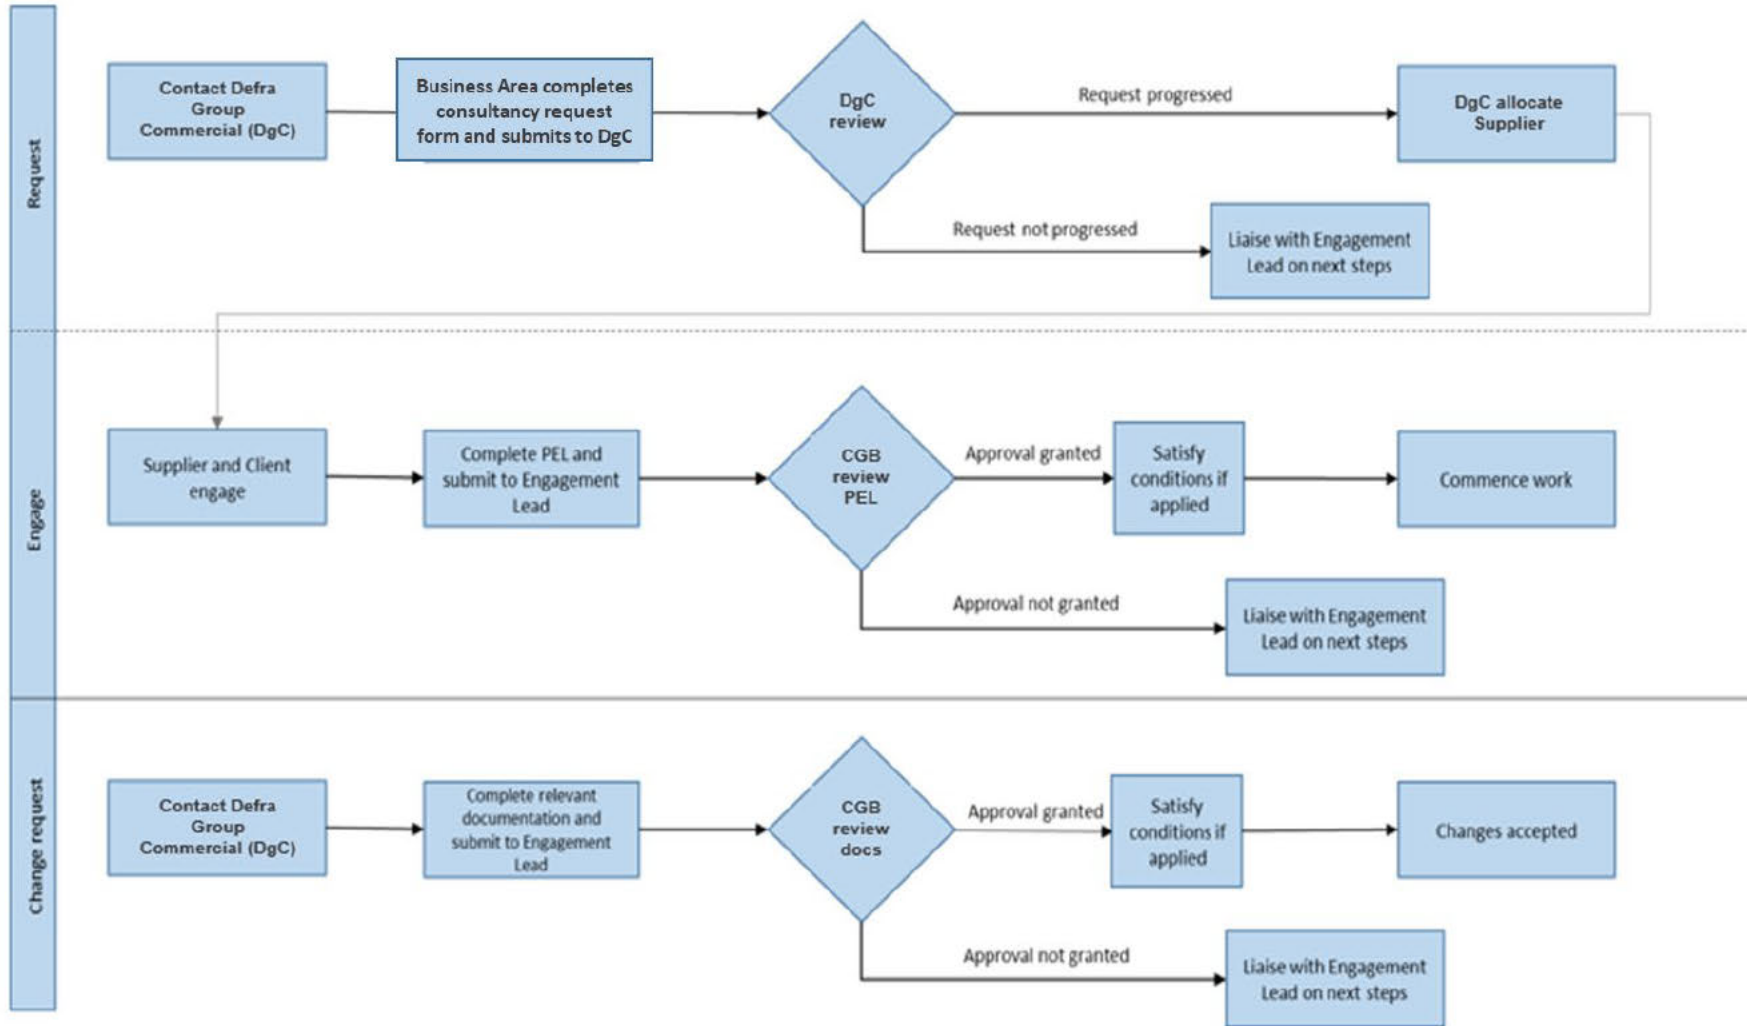 Request
Contact Defra
Group
Commercial (DgC)
Business Area completes
consultancy request
form and submits to DgC
DgC
review
Request progressed
DgC allocate
Supplier
Request not progressed
Liaise with Engagement
Lead on next steps
Engage
Supplier and Client
engage
Complete PEL and
submit to Engagement
Lead
CGB
review
PEL
Approval granted
Satisfy
conditions if
applied
Commence work
Approval not granted
Liaise with Engagement
Lead on next steps
Change request
Contact Defra
Group
Commercial (DgC)
Complete relevant
documentation and
submit to Engagement
Lead
CGB
review
docs
Approval granted
Satisfy
conditions if
applied
Changes accepted
Approval not granted
Liaise with Engagement
Lead on next steps